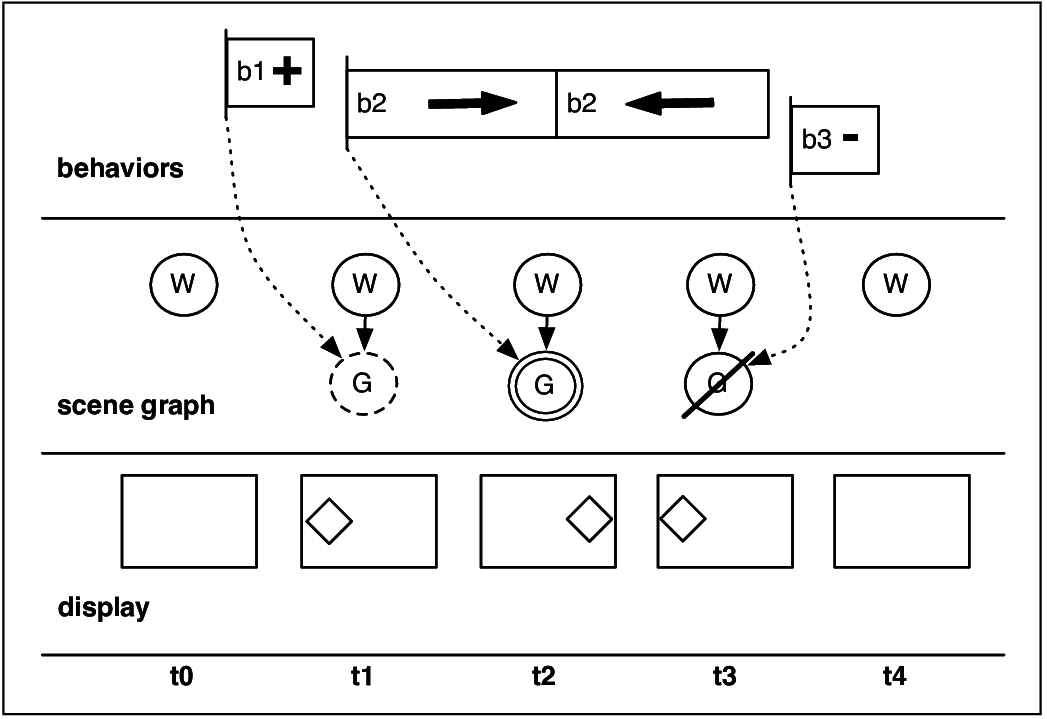 b1 +
b2
b2
b3 -
behaviors
W
W
W
W
W
G
G
G
scene graph
display
t0
t1
t2
t3
t4